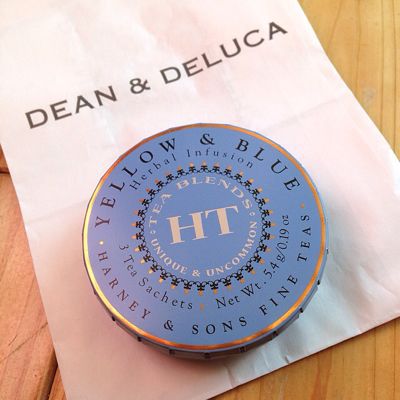 DEAN & DELUCA
YELLOW & BLUE
Herbal Infusion
TEA BLENDS
HT
UNIQUE & UNCOMMON
3 Tea Sachets
Net Wt. 5.4g/0.19 oz
HARNEY & SONS FINE TEAS